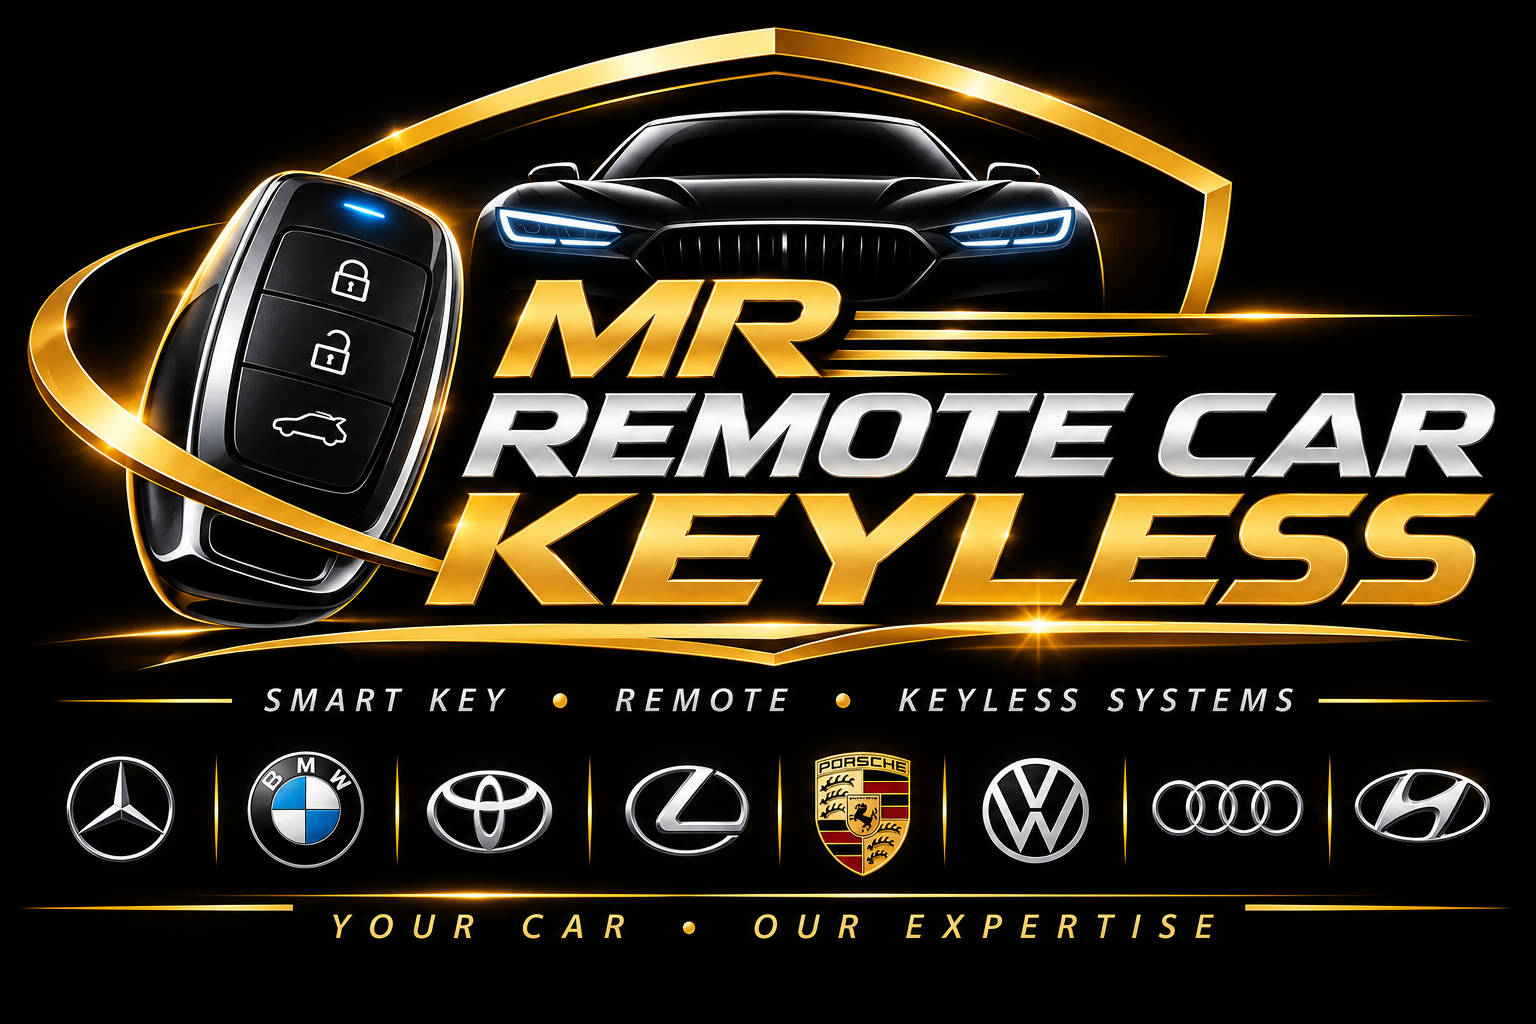 MR
REMOTE CAR
KEYLESS
SMART KEY • REMOTE • KEYLESS SYSTEMS
BMW
PORSCHE
YOUR CAR • OUR EXPERTISE